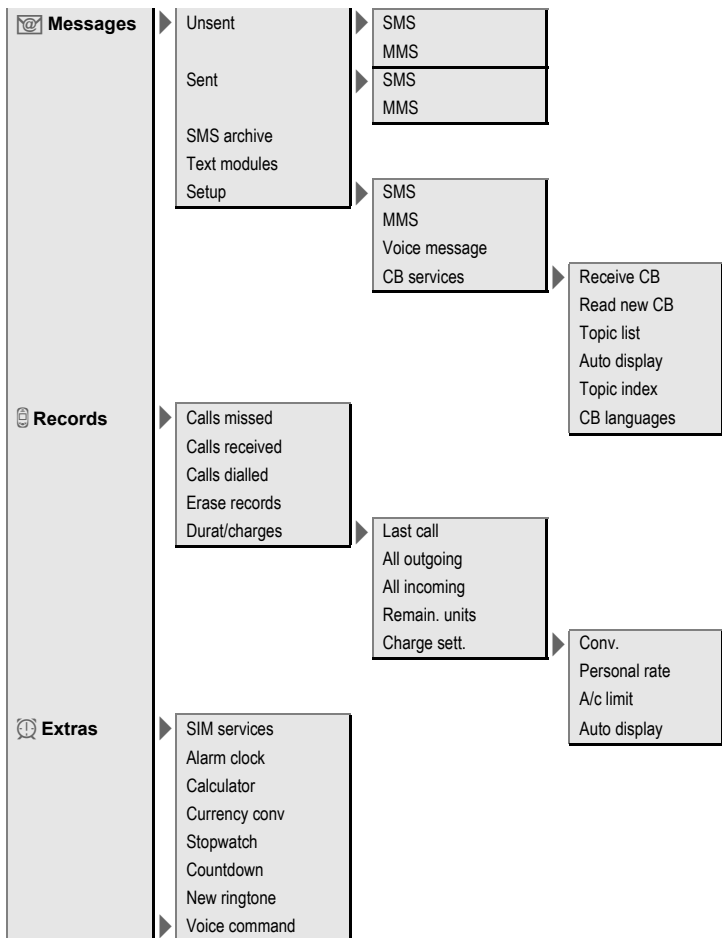 Messages
Unsent
SMS
MMS
Sent
SMS
MMS
SMS archive
Text modules
Setup
SMS
MMS
Voice message
CB services
Receive CB
Read new CB
Topic list
Auto display
Topic index
CB languages
Records
Calls missed
Calls received
Calls dialled
Erase records
Durat/charges
Last call
All outgoing
All incoming
Remain. units
Charge sett.
Conv.
Personal rate
A/c limit
Auto display
Extras
SIM services
Alarm clock
Calculator
Currency conv
Stopwatch
Countdown
New ringtone
Voice command